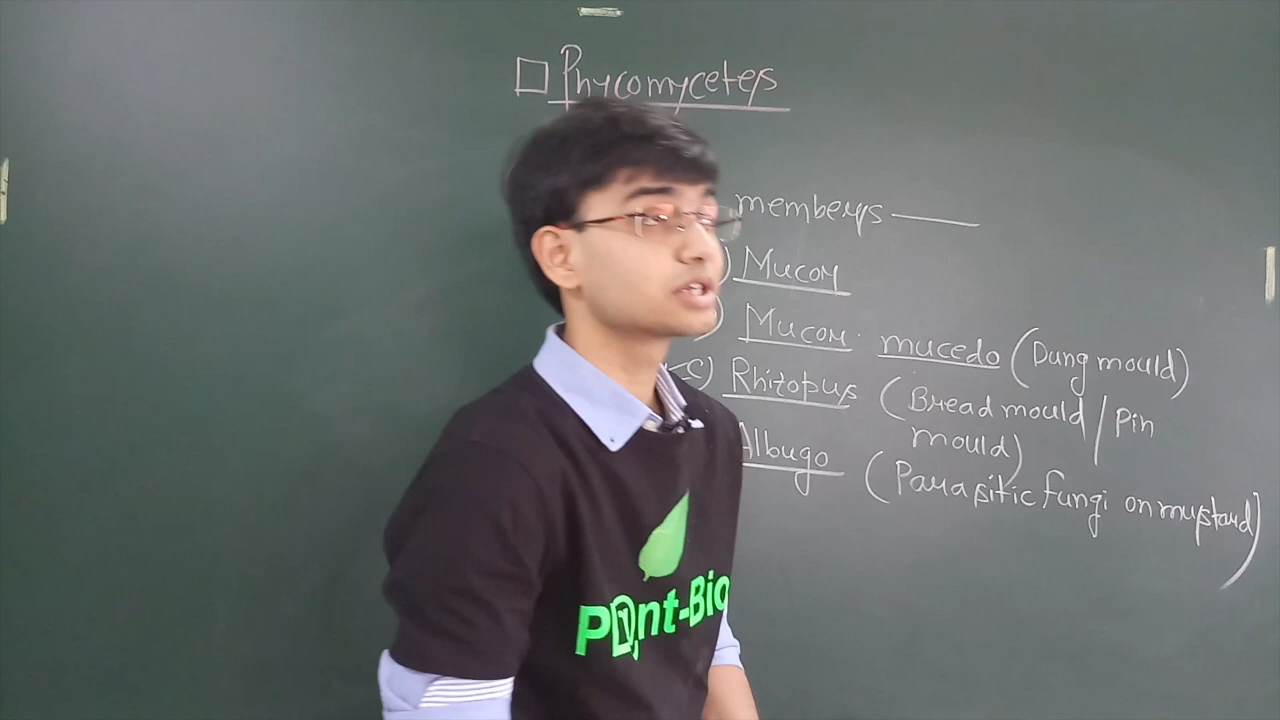 Phycomycetes
members —
) Mucor
) Mucor mucedo (Dung mould)
c) Rhizopus (Bread mould / Pin
mould)
Albugo (Parasitic fungi on mustard)
Plant-Bio